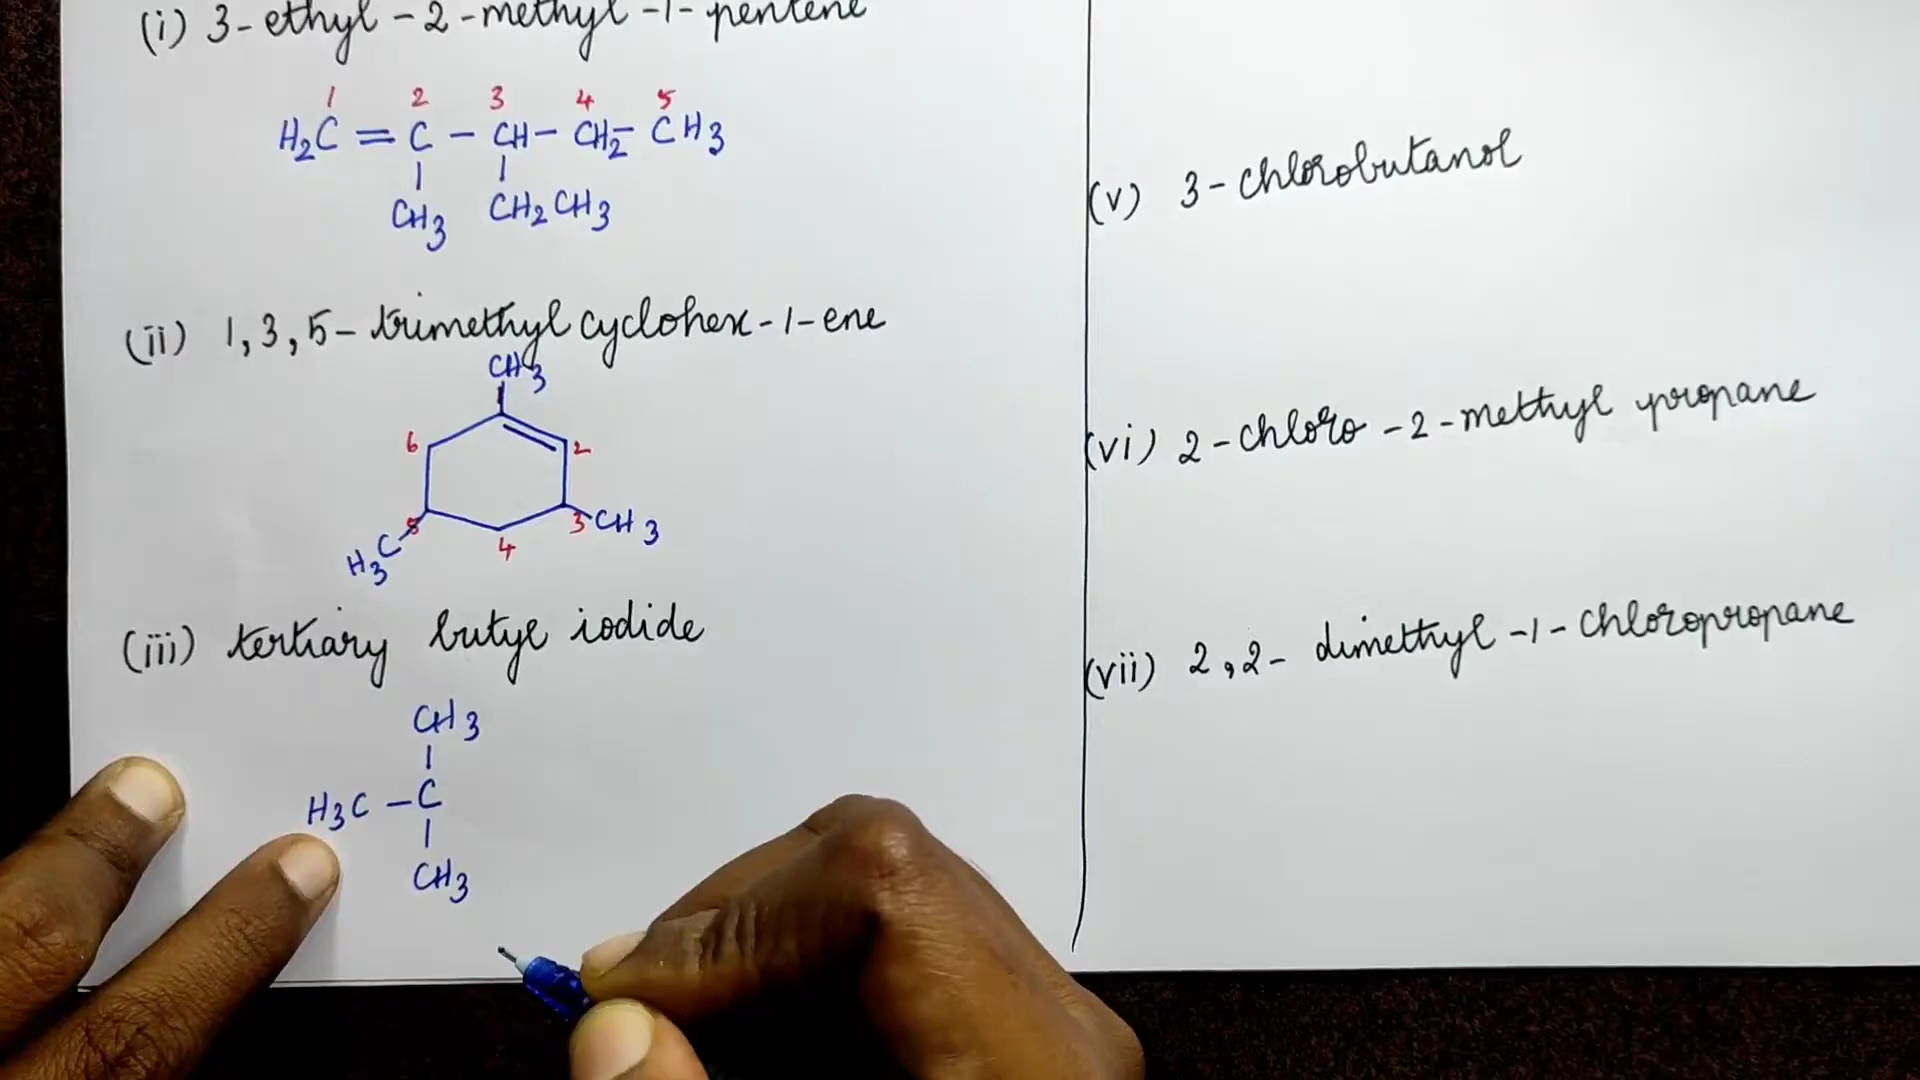 (i) 3-ethyl-2-methyl-1-pentene
1 2 3 4 5
H2C = C - CH - CH2 - CH3
CH3 CH2CH3
(ii) 1,3,5-trimethyl cyclohex-1-ene
CH3
6 2
5 3 CH3
H3C 4
(iii) tertiary butyl iodide
CH3
H3C - C
CH3
(v) 3-chlorobutanol
(vi) 2-chloro-2-methyl propane
(vii) 2,2-dimethyl-1-chloropropane